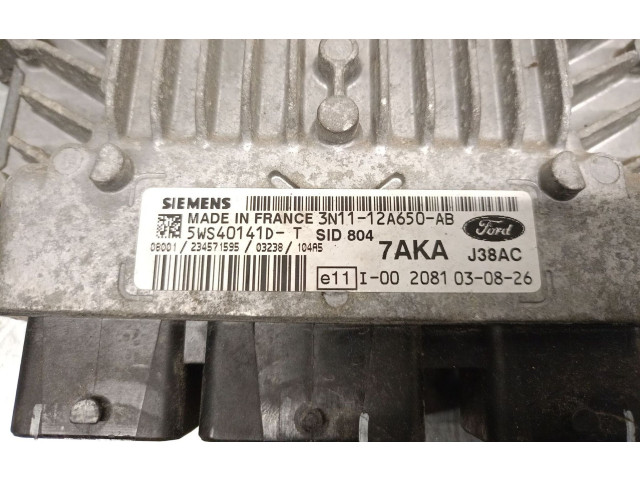 SIEMENS
MADE IN FRANCE 3N11-12A650-AB
5WS40141D- T SID 804
Ford
08001 / 234571595 / 03238 / 104A5
7AKA J38AC
e11 I-00 2081 03-08-26